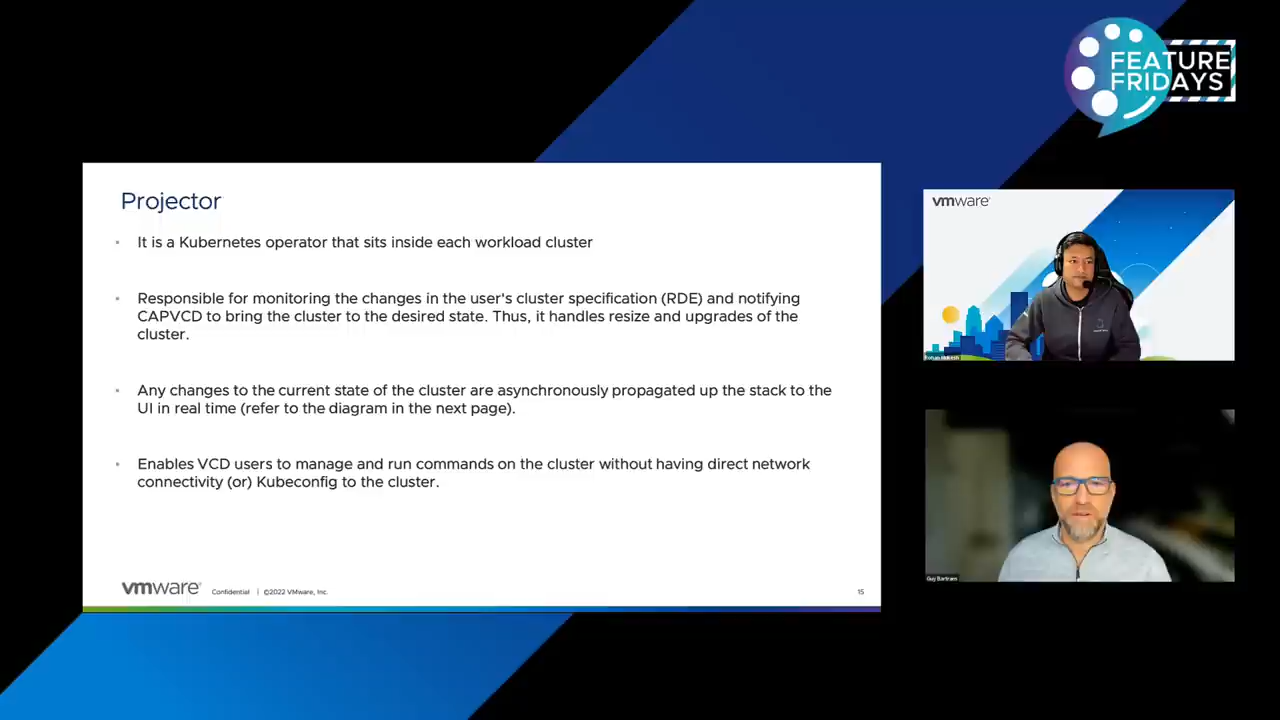 FEATURE
FRIDAYS
Projector
It is a Kubernetes operator that sits inside each workload cluster
Responsible for monitoring the changes in the user's cluster specification (RDE) and notifying
CAPVCD to bring the cluster to the desired state. Thus, it handles resize and upgrades of the
cluster.
Any changes to the current state of the cluster are asynchronously propagated up the stack to the
UI in real time (refer to the diagram in the next page).
Enables VCD users to manage and run commands on the cluster without having direct network
connectivity (or) Kubeconfig to the cluster.
vmware® Confidential | ©2022 VMware, Inc. 15
vmware®
Guy Bartram